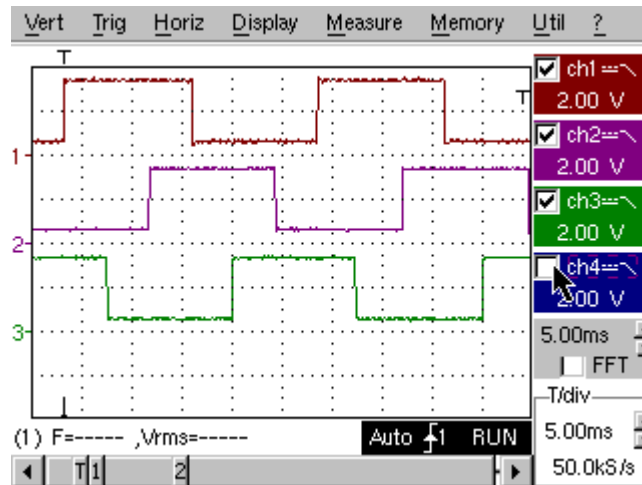 Vert Trig Horiz Display Measure Memory Util ?
T
T
1
2
3
ch1
2.00 V
ch2
2.00 V
ch3
2.00 V
ch4
2.00 V
5.00ms
FFT
T/div
5.00ms
50.0kS/s
(1) F=----- ,Vrms=-----
Auto 1 RUN
T 1 2